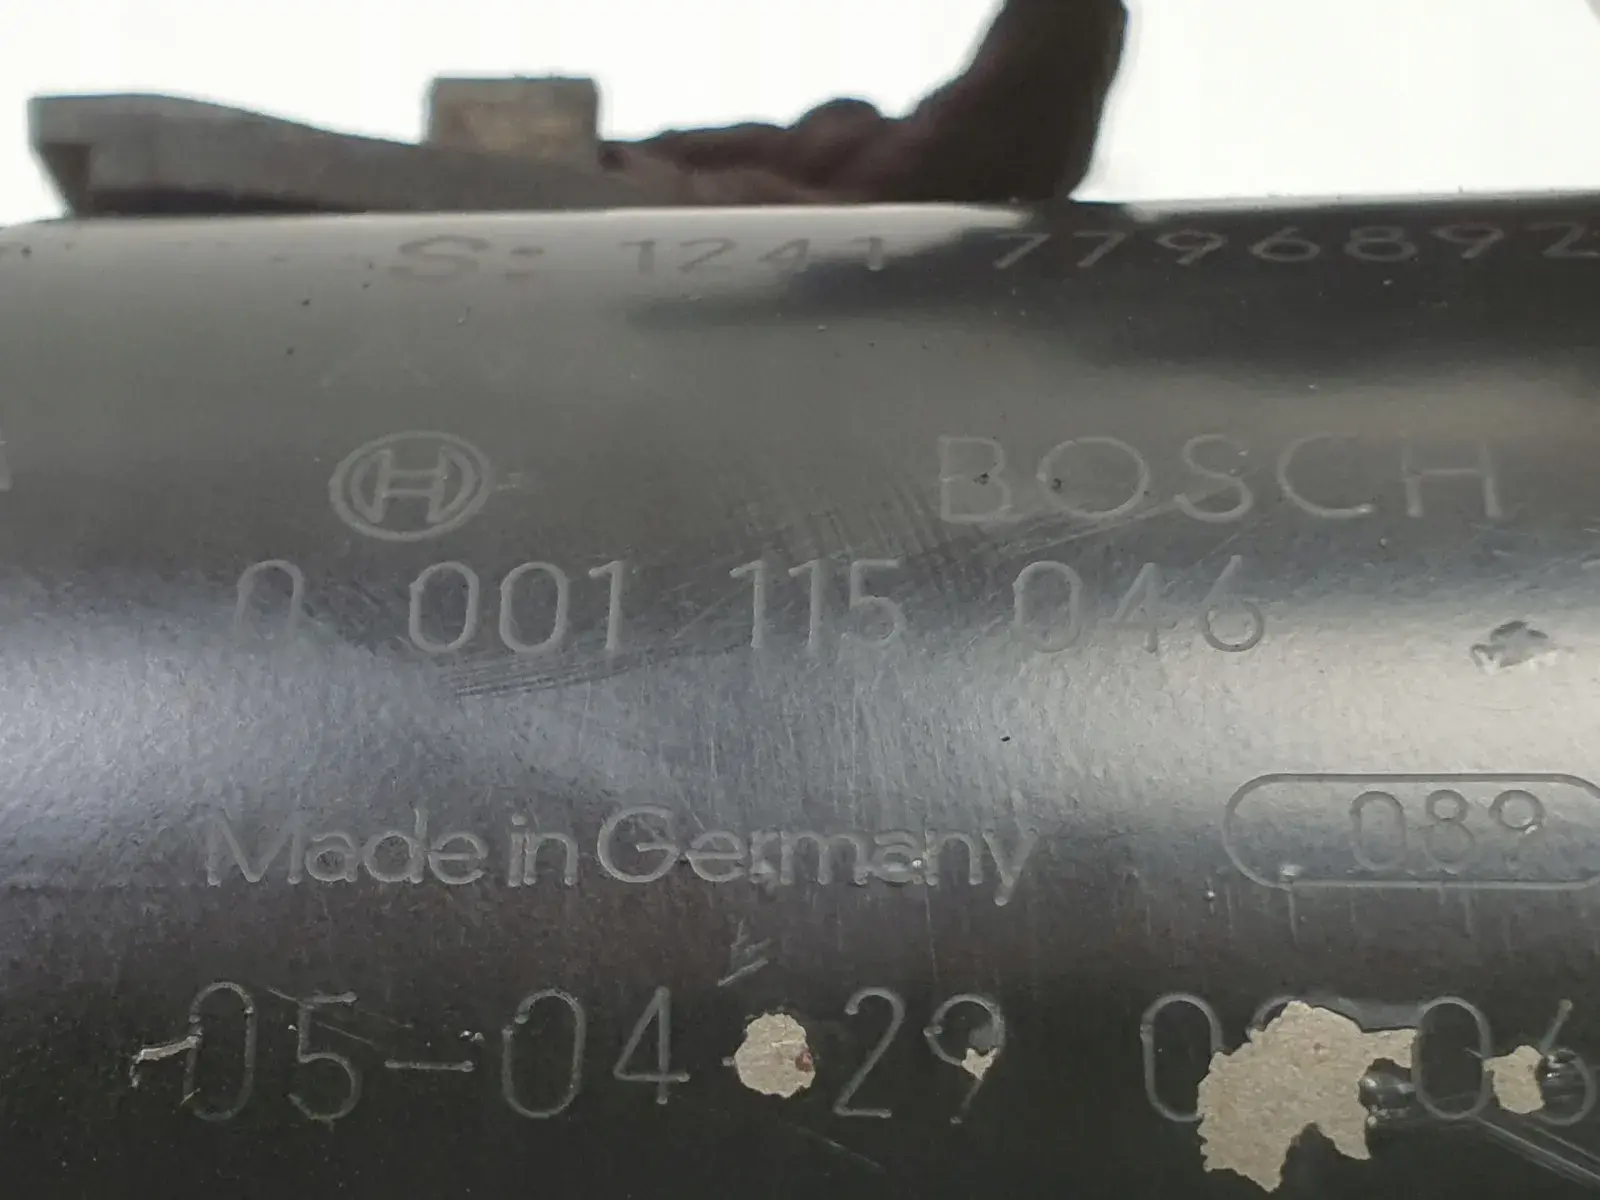 S: 1241 7796892
BOSCH
0 001 115 046
Made in Germany 089
05-04-29